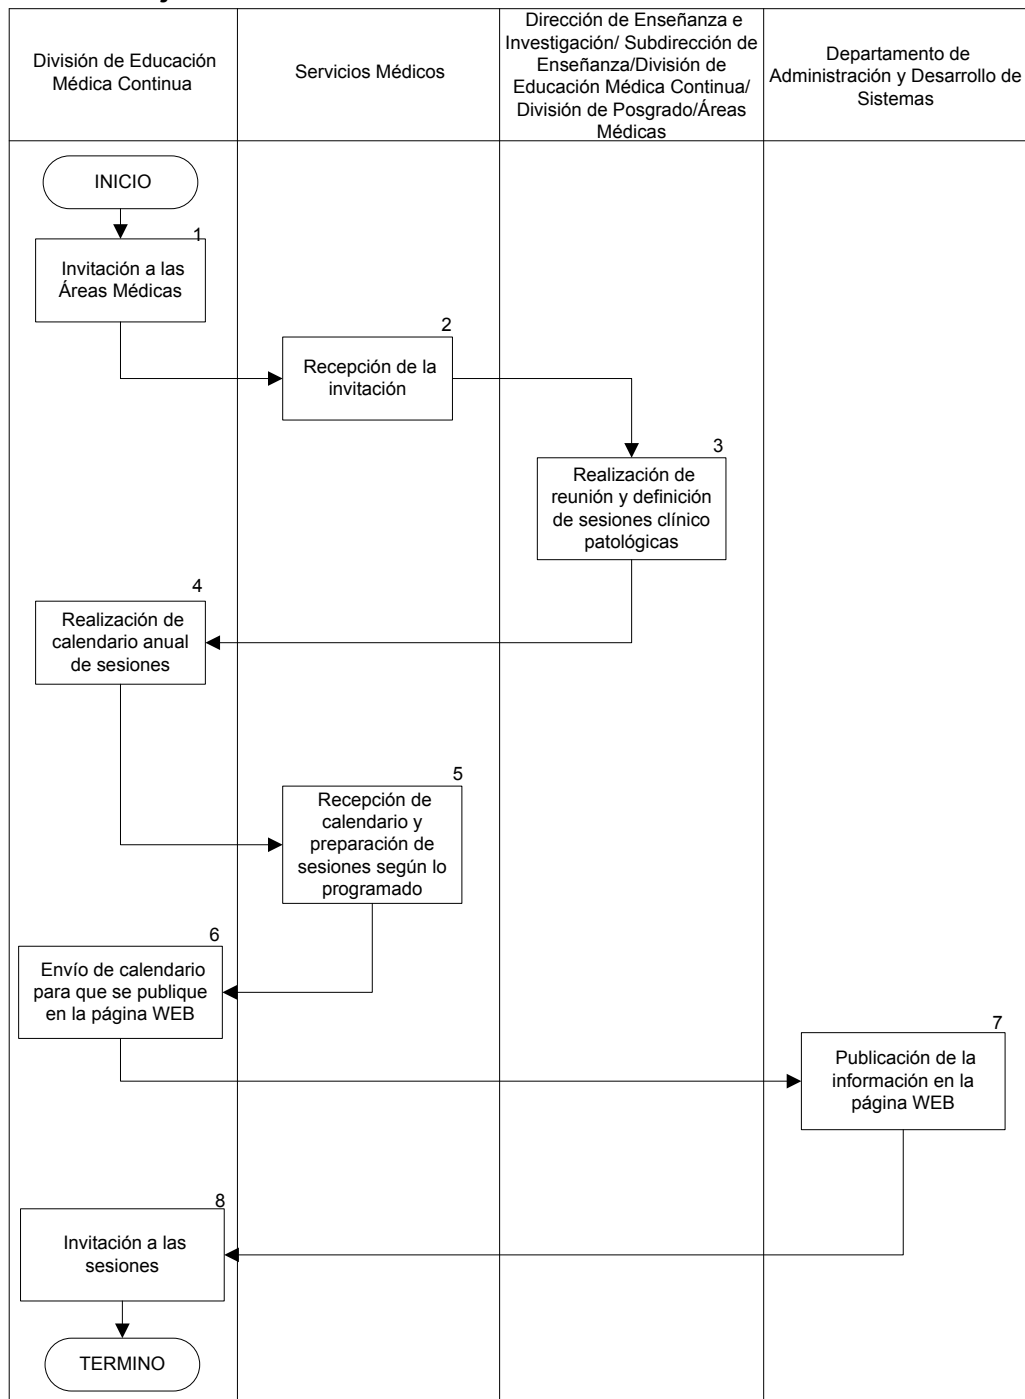 División de Educación
Médica Continua
Servicios Médicos
Dirección de Enseñanza e
Investigación/ Subdirección de
Enseñanza/División de
Educación Médica Continua/
División de Posgrado/Áreas
Médicas
Departamento de
Administración y Desarrollo de
Sistemas
INICIO
1
Invitación a las
Áreas Médicas
2
Recepción de la
invitación
3
Realización de
reunión y definición
de sesiones clínico
patológicas
4
Realización de
calendario anual
de sesiones
5
Recepción de
calendario y
preparación de
sesiones según lo
programado
6
Envío de calendario
para que se publique
en la página WEB
7
Publicación de la
información en la
página WEB
8
Invitación a las
sesiones
TERMINO